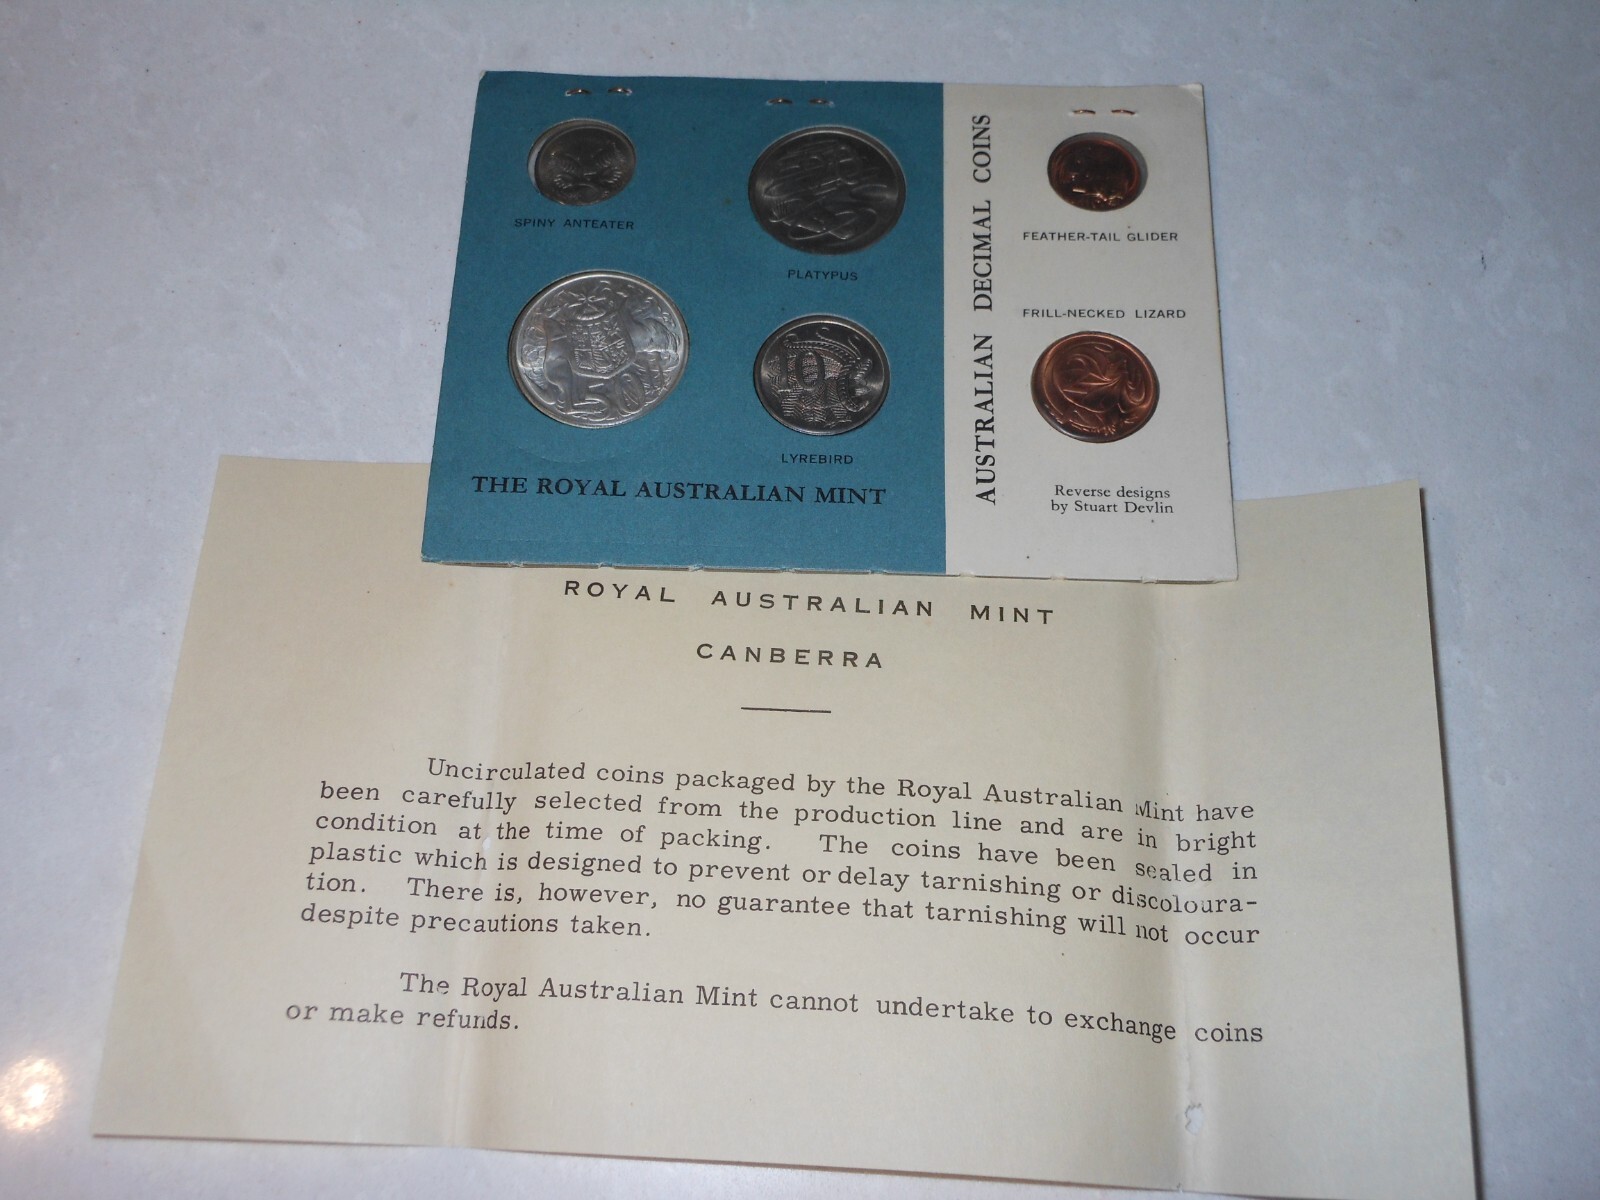 SPINY ANTEATER
PLATYPUS
50
10
LYREBIRD
THE ROYAL AUSTRALIAN MINT
AUSTRALIAN DECIMAL COINS
FEATHER-TAIL GLIDER
FRILL-NECKED LIZARD
2
Reverse designs
by Stuart Devlin
ROYAL AUSTRALIAN MINT
CANBERRA
Uncirculated coins packaged by the Royal Australian Mint have
been carefully selected from the production line and are in bright
condition at the time of packing. The coins have been sealed in
plastic which is designed to prevent or delay tarnishing or discoloura-
tion. There is, however, no guarantee that tarnishing will not occur
despite precautions taken.
The Royal Australian Mint cannot undertake to exchange coins
or make refunds.